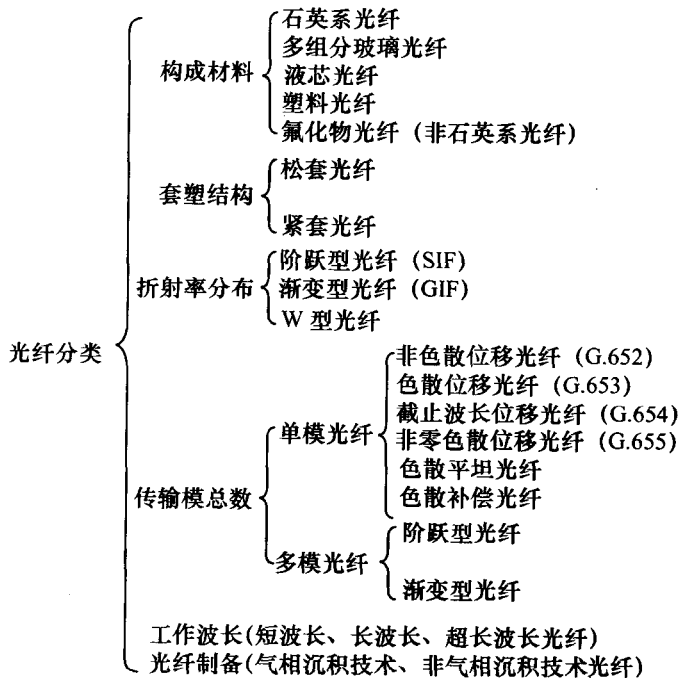 石英系光纤
多组分玻璃光纤
构成材料
液芯光纤
塑料光纤
氟化物光纤（非石英系光纤）
松套光纤
套塑结构
紧套光纤
阶跃型光纤（SIF）
折射率分布
渐变型光纤（GIF）
W 型光纤
光纤分类
非色散位移光纤（G.652）
色散位移光纤（G.653）
截止波长位移光纤（G.654）
单模光纤
非零色散位移光纤（G.655）
色散平坦光纤
传输模总数
色散补偿光纤
阶跃型光纤
多模光纤
渐变型光纤
工作波长(短波长、长波长、超长波长光纤)
光纤制备(气相沉积技术、非气相沉积技术光纤)